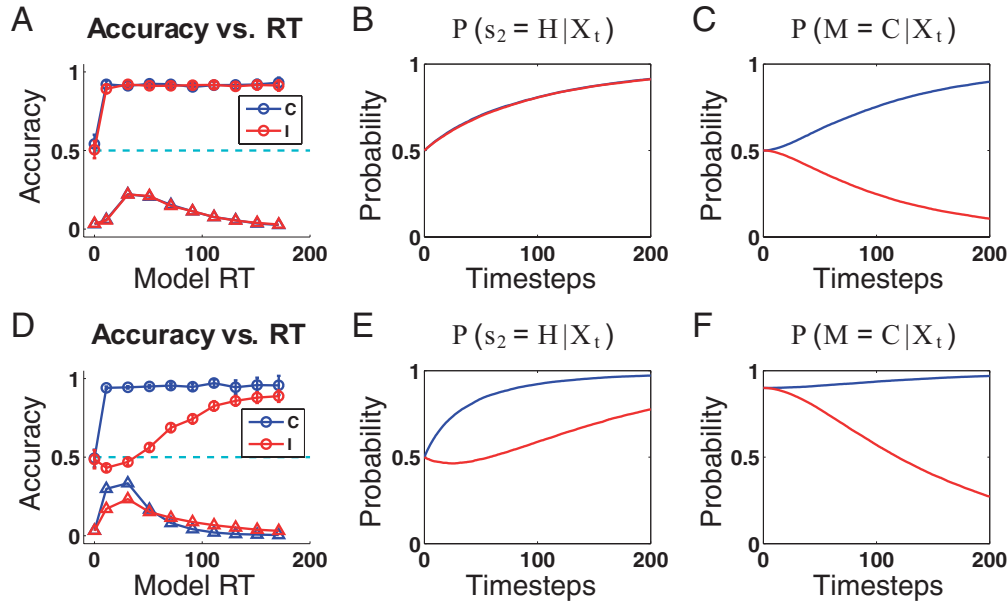 A
Accuracy vs. RT
Accuracy
1
0.5
0
C
I
0
100
200
Model RT
B
P (s₂ = H|Xₜ)
Probability
1
0.5
0
0
100
200
Timesteps
C
P (M = C|Xₜ)
Probability
1
0.5
0
0
100
200
Timesteps
D
Accuracy vs. RT
Accuracy
1
0.5
0
C
I
0
100
200
Model RT
E
P (s₂ = H|Xₜ)
Probability
1
0.5
0
0
100
200
Timesteps
F
P (M = C|Xₜ)
Probability
1
0.5
0
0
100
200
Timesteps